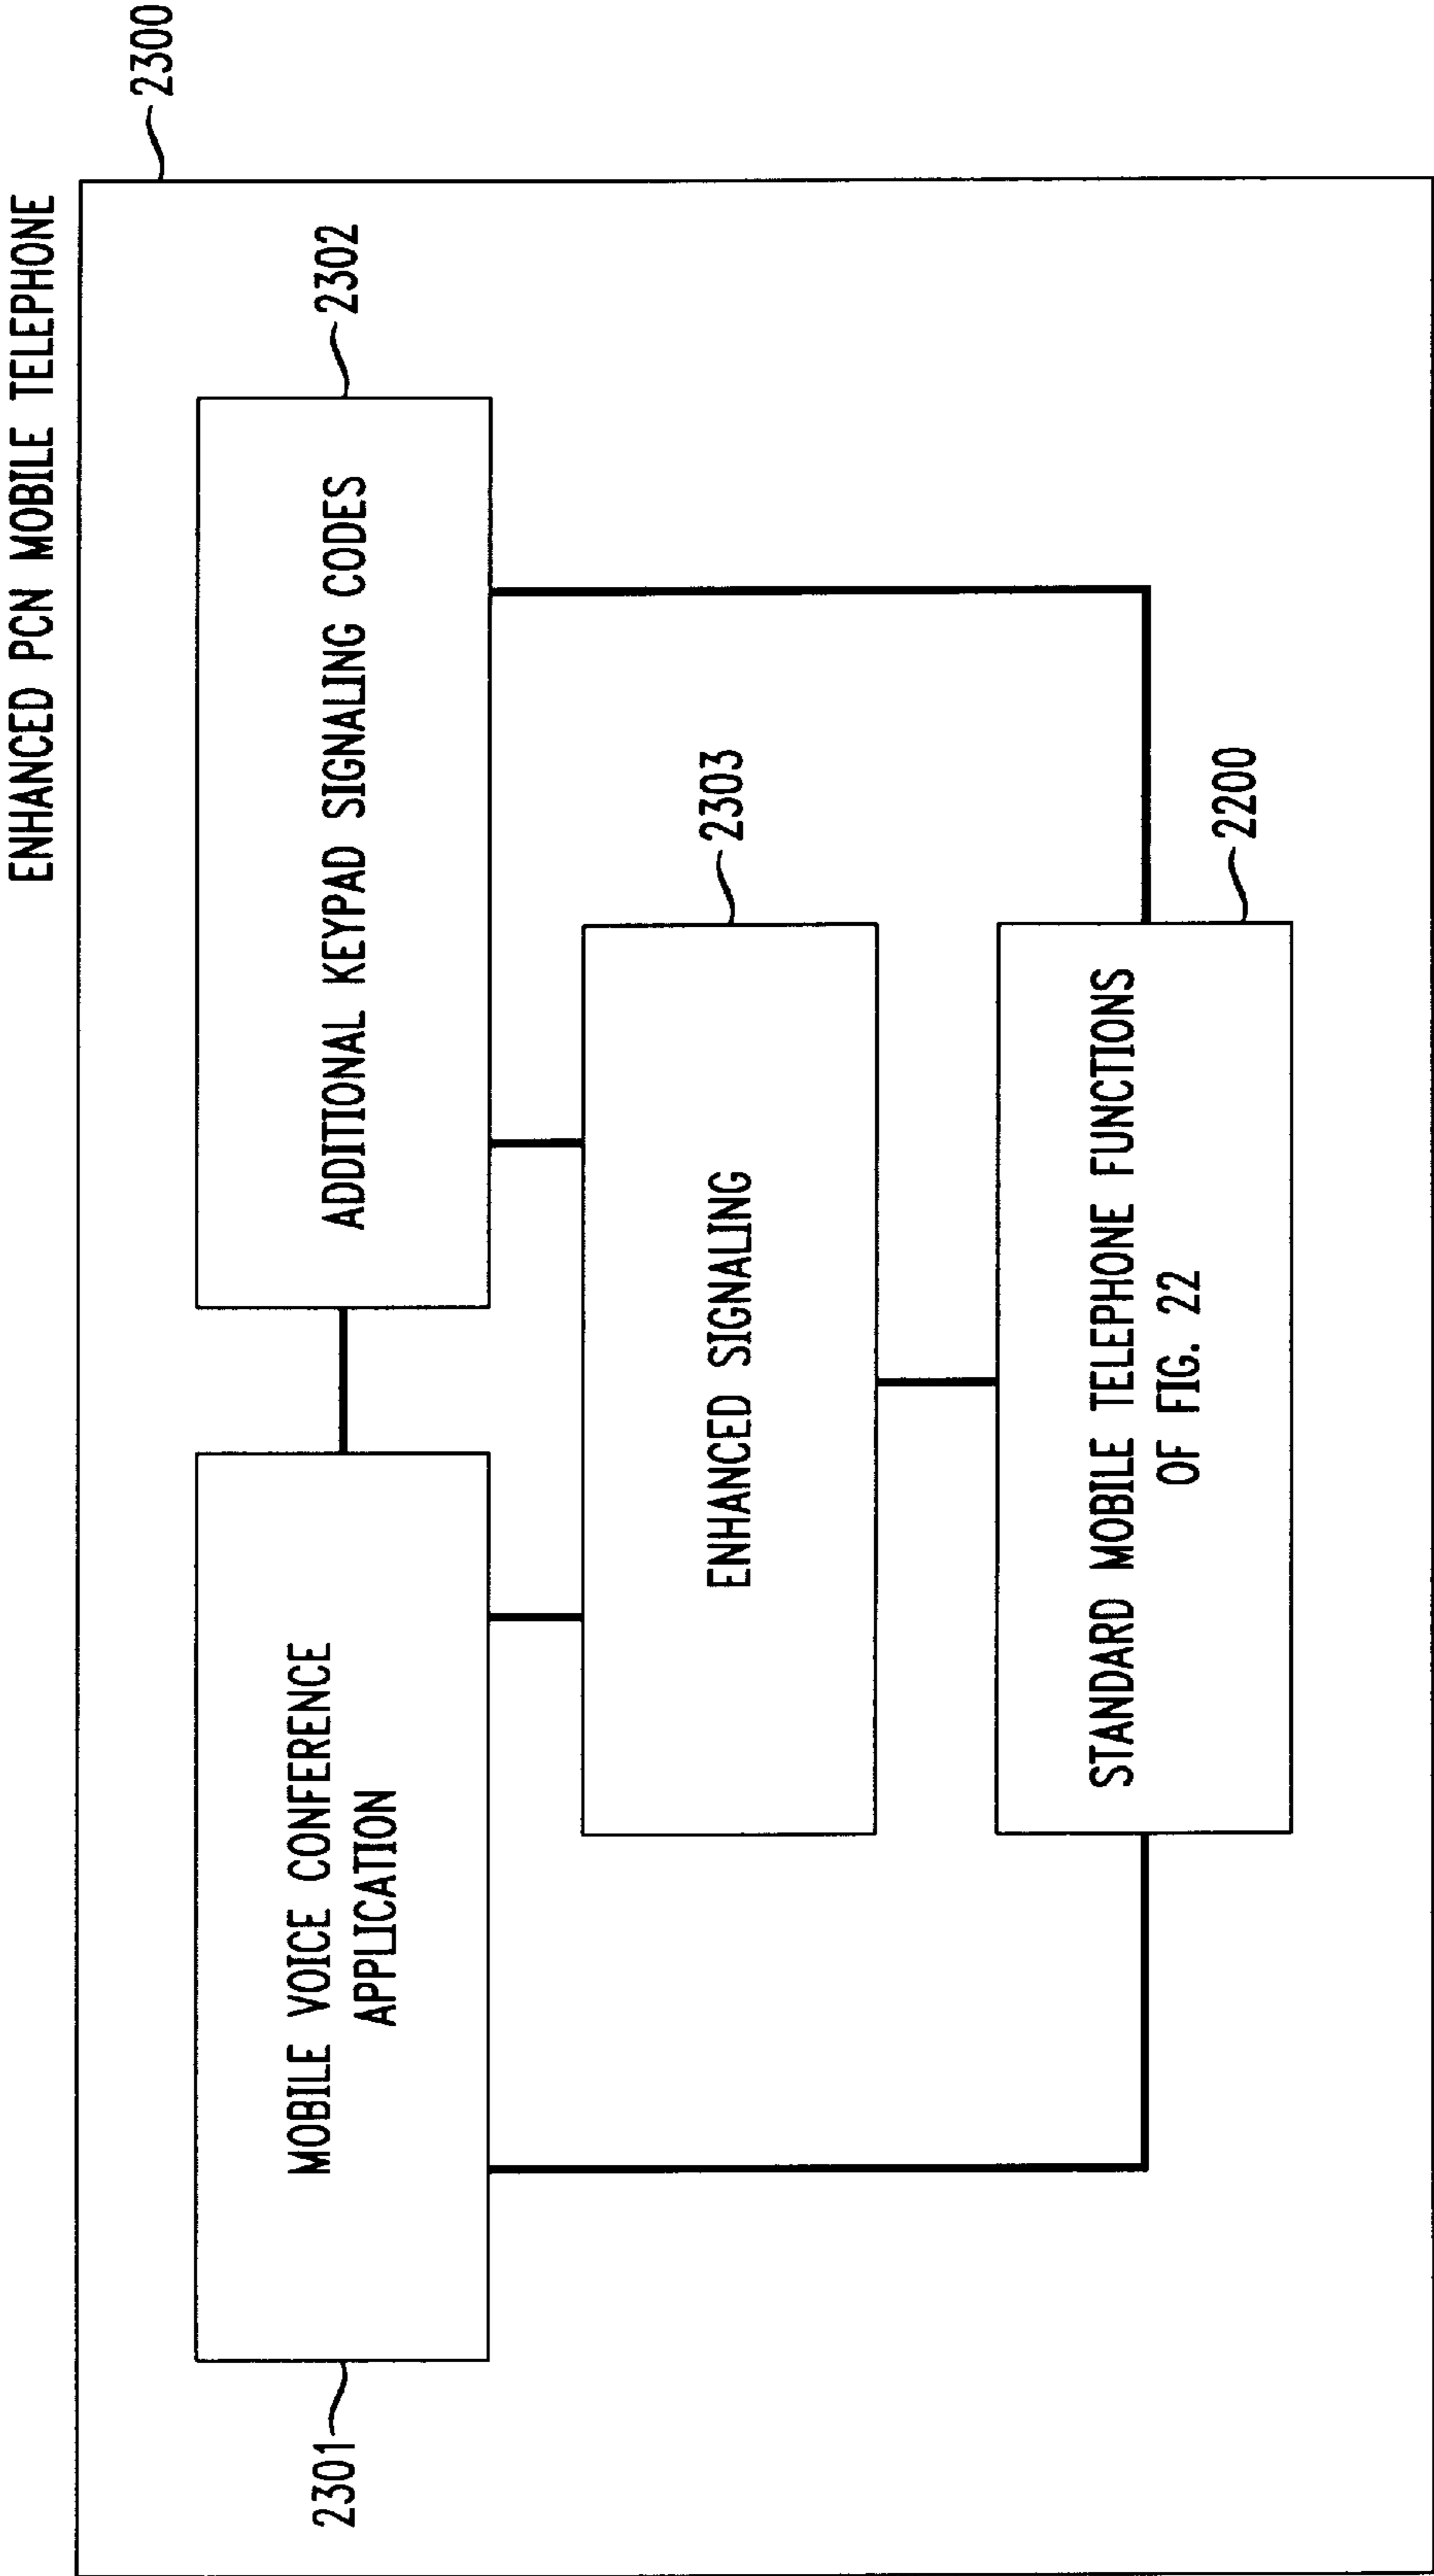 ENHANCED PCN MOBILE TELEPHONE
2300
2301
MOBILE VOICE CONFERENCE
APPLICATION
ADDITIONAL KEYPAD SIGNALING CODES
2302
ENHANCED SIGNALING
2303
STANDARD MOBILE TELEPHONE FUNCTIONS
OF FIG. 22
2200